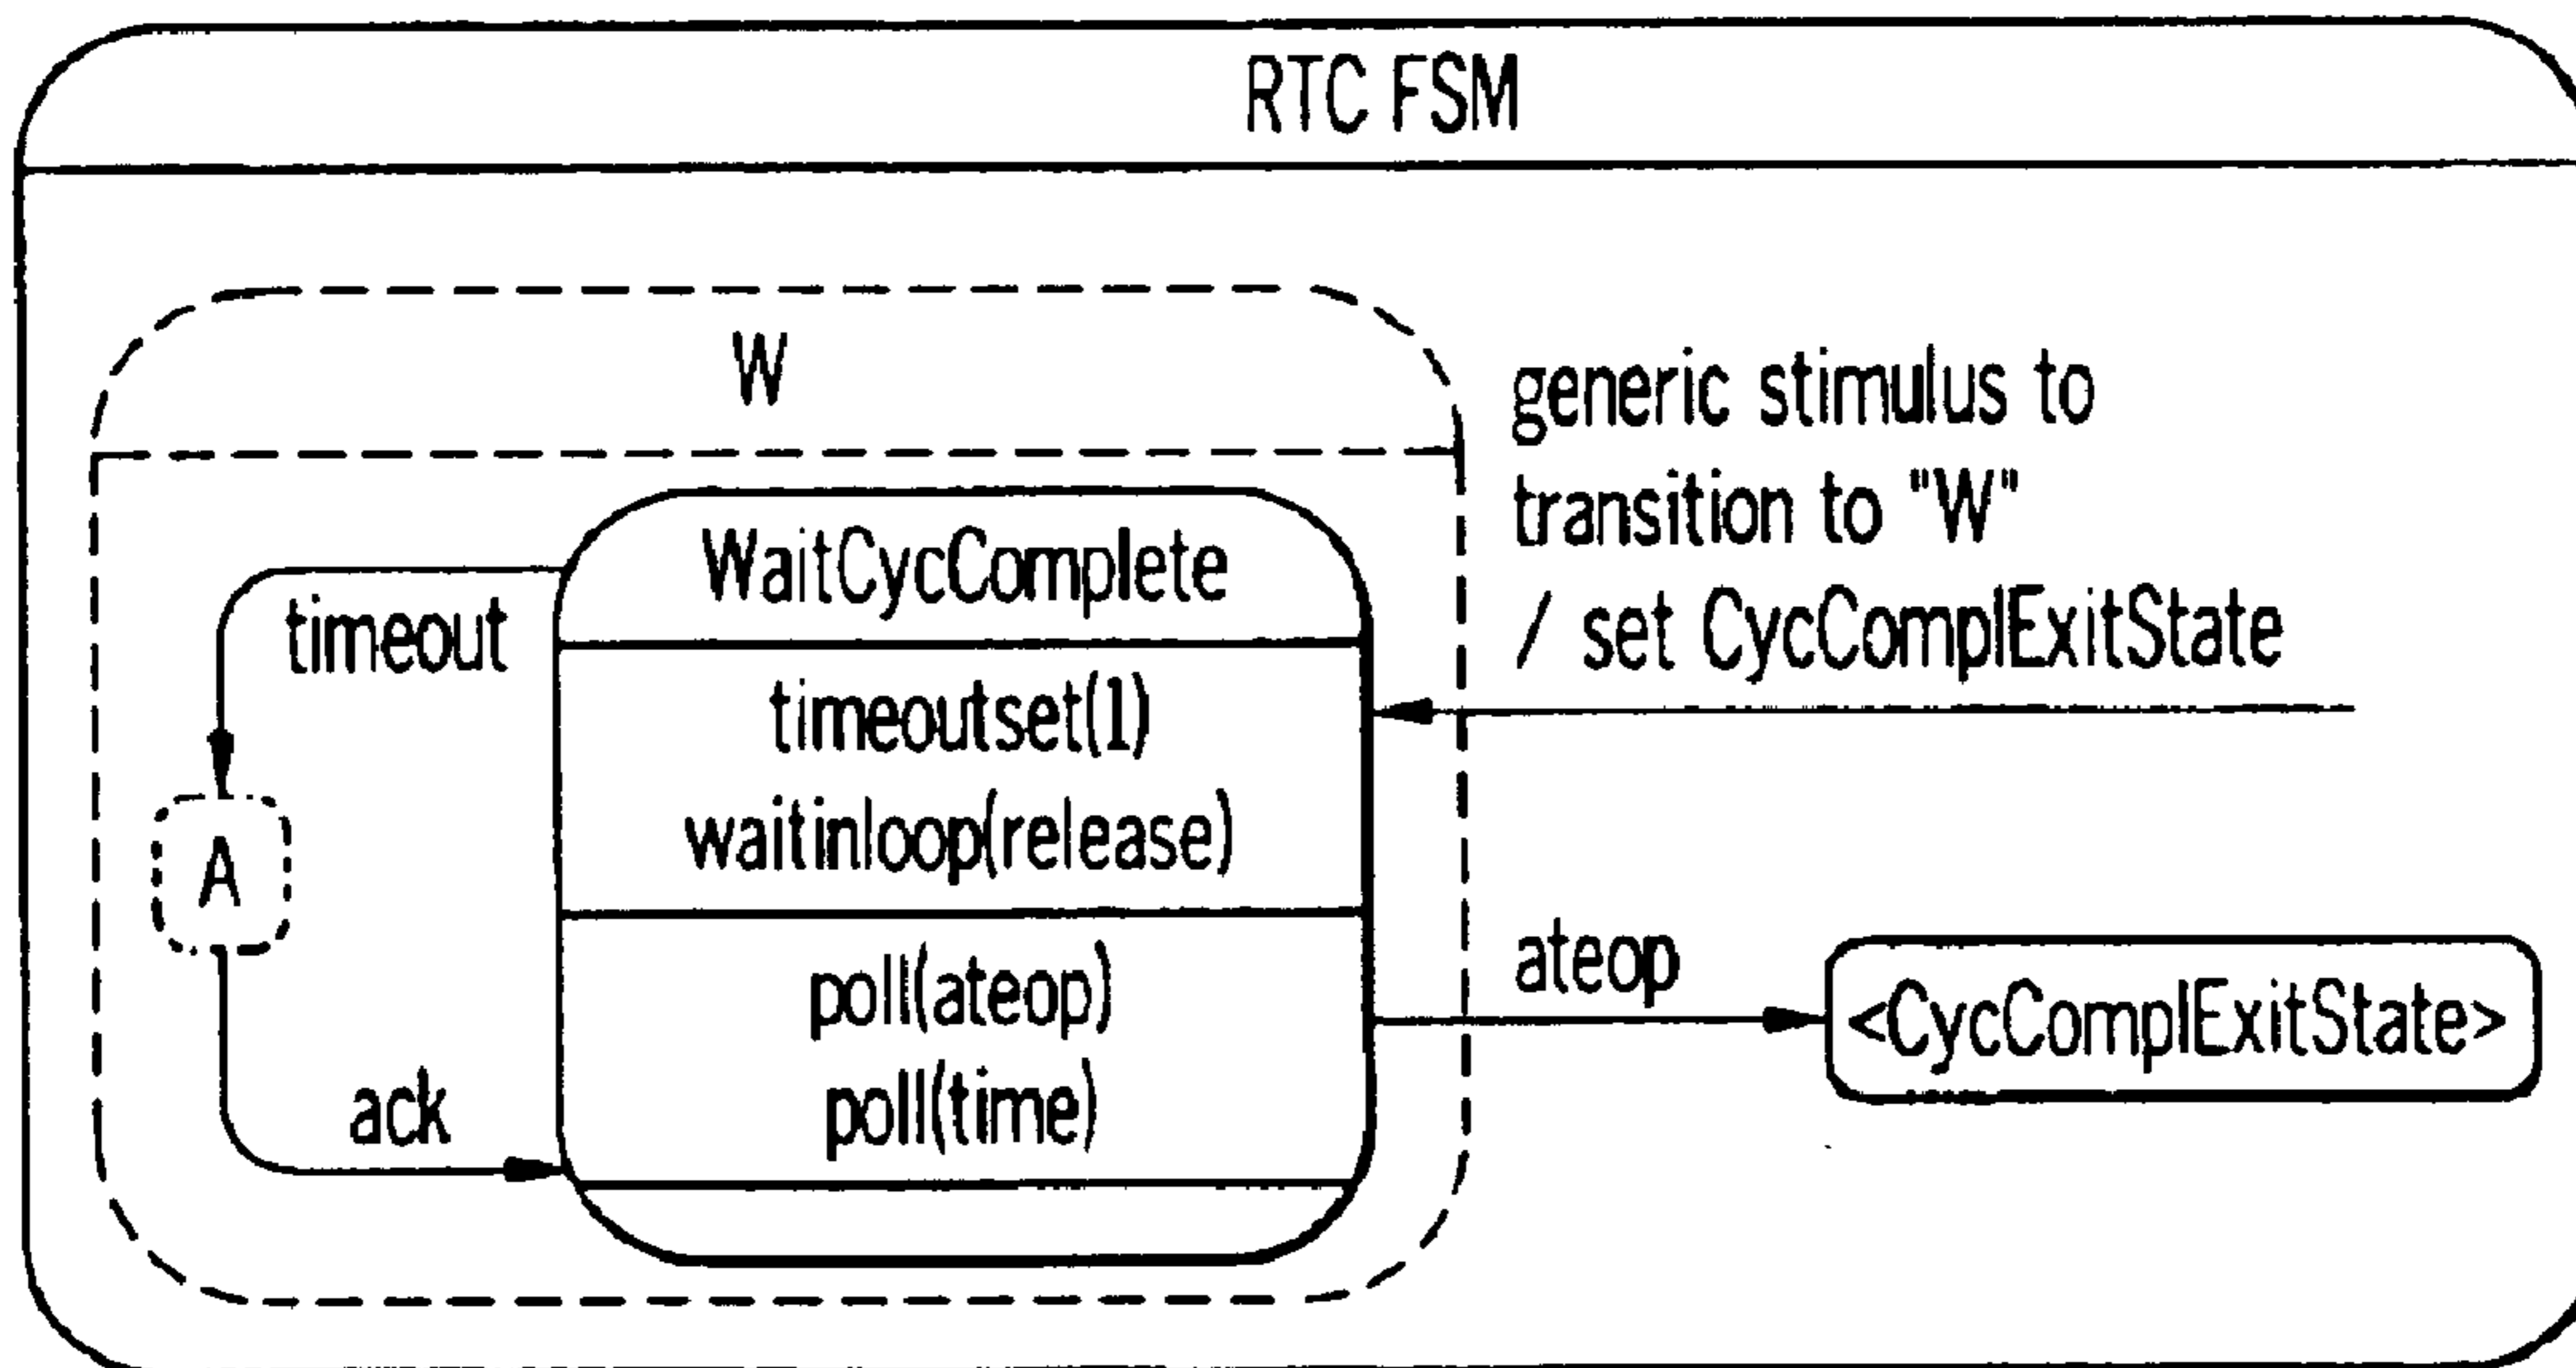 RTC FSM
W
generic stimulus to
transition to "W"
/ set CycComplExitState
WaitCycComplete
timeout
timeoutset(1)
waitinloop(release)
A
ateop
<CycComplExitState>
poll(ateop)
poll(time)
ack